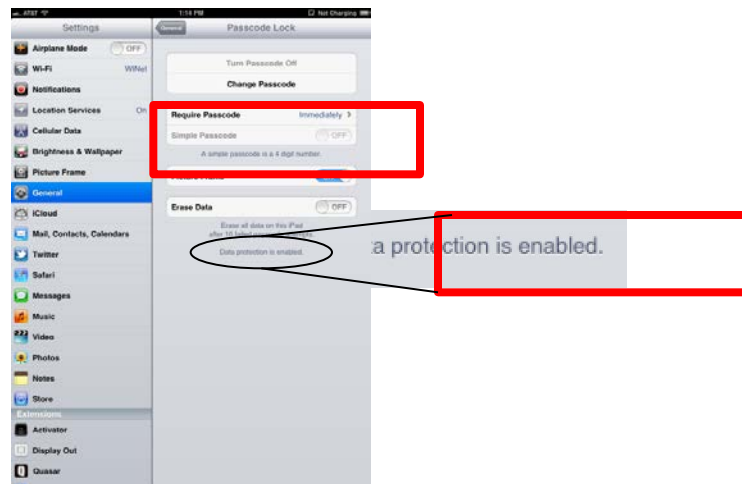 AT&T
1:14 PM
Not Charging
Settings
General
Passcode Lock
Airplane Mode OFF
Wi-Fi WiNet
Notifications
Location Services On
Cellular Data
Brightness & Wallpaper
Picture Frame
General
iCloud
Mail, Contacts, Calendars
Twitter
Safari
Messages
Music
Video
Photos
Notes
Store
Extensions
Activator
Display Out
Quasar
Turn Passcode Off
Change Passcode
Require Passcode Immediately
Simple Passcode OFF
A simple passcode is a 4 digit number.
Picture Frame
Erase Data OFF
Erase all data on this iPad
after 10 failed passcode attempts.
Data protection is enabled.
a protection is enabled.